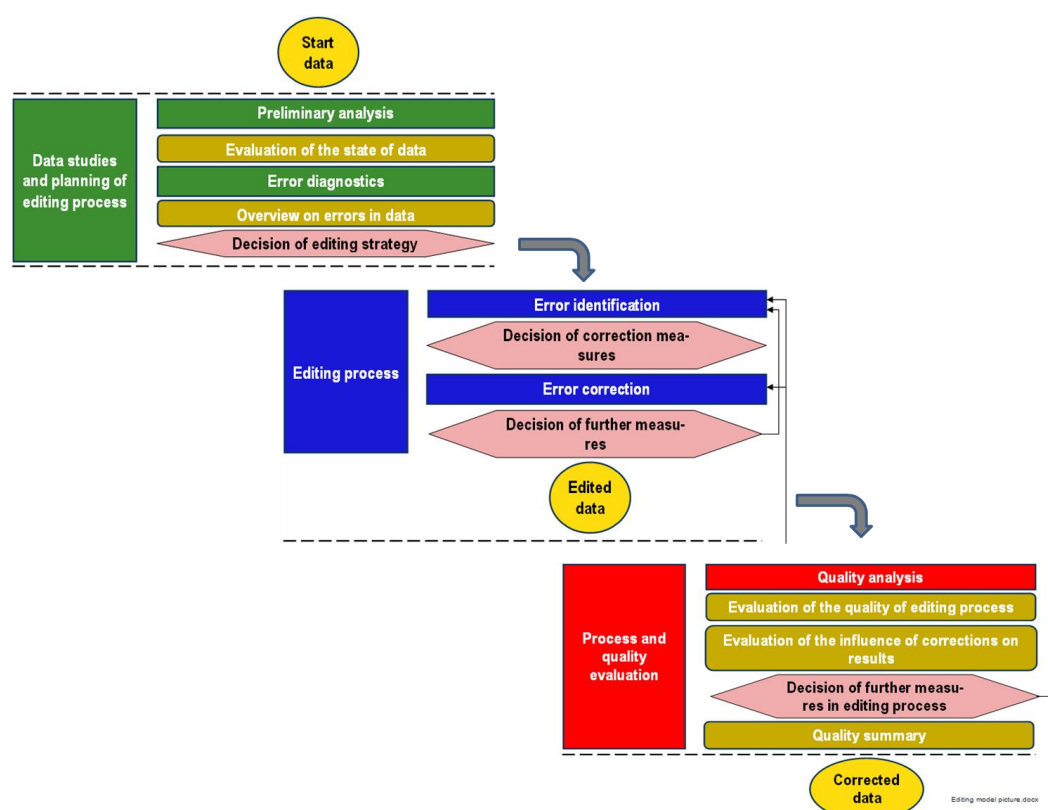 Start
data
Preliminary analysis
Evaluation of the state of data
Data studies
and planning of
editing process
Error diagnostics
Overview on errors in data
Decision of editing strategy
Error identification
Decision of correction mea-
sures
Editing process
Error correction
Decision of further measu-
res
Edited
data
Quality analysis
Evaluation of the quality of editing process
Process and
quality
evaluation
Evaluation of the influence of corrections on
results
Decision of further measu-
res in editing process
Quality summary
Corrected
data
Editing model picture.docx